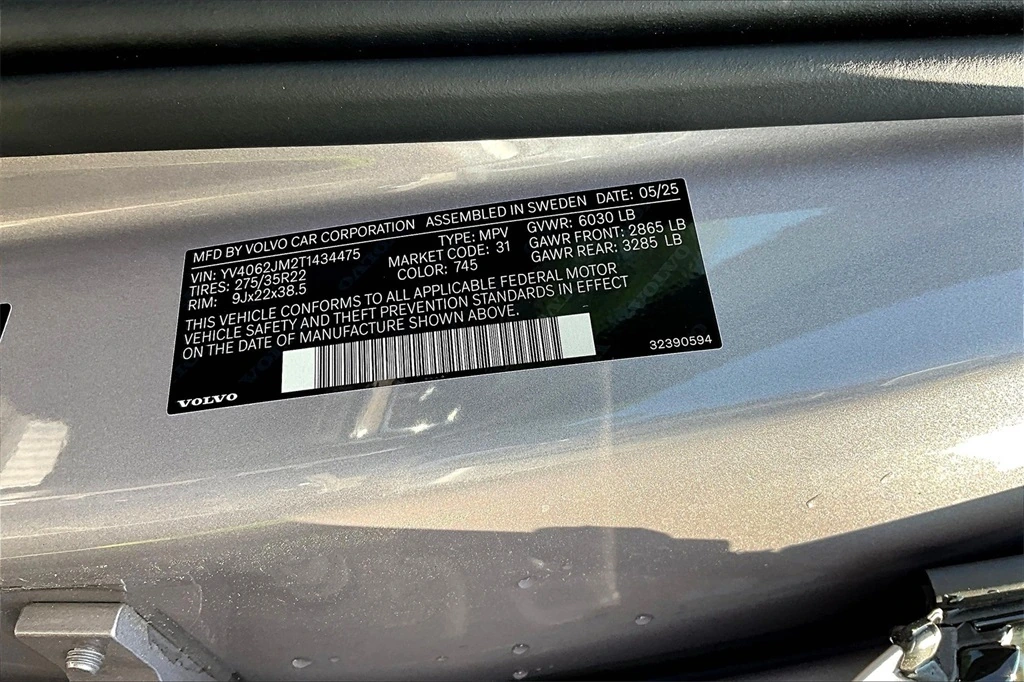 MFD BY VOLVO CAR CORPORATION ASSEMBLED IN SWEDEN DATE: 05/25
VIN: YV4062JM2T1434475 TYPE: MPV GVWR: 6030 LB
TIRES: 275/35R22 MARKET CODE: 31 GAWR FRONT: 2865 LB
RIM: 9Jx22x38.5 COLOR: 745 GAWR REAR: 3285 LB
THIS VEHICLE CONFORMS TO ALL APPLICABLE FEDERAL MOTOR
VEHICLE SAFETY AND THEFT PREVENTION STANDARDS IN EFFECT
ON THE DATE OF MANUFACTURE SHOWN ABOVE.
32390594
VOLVO